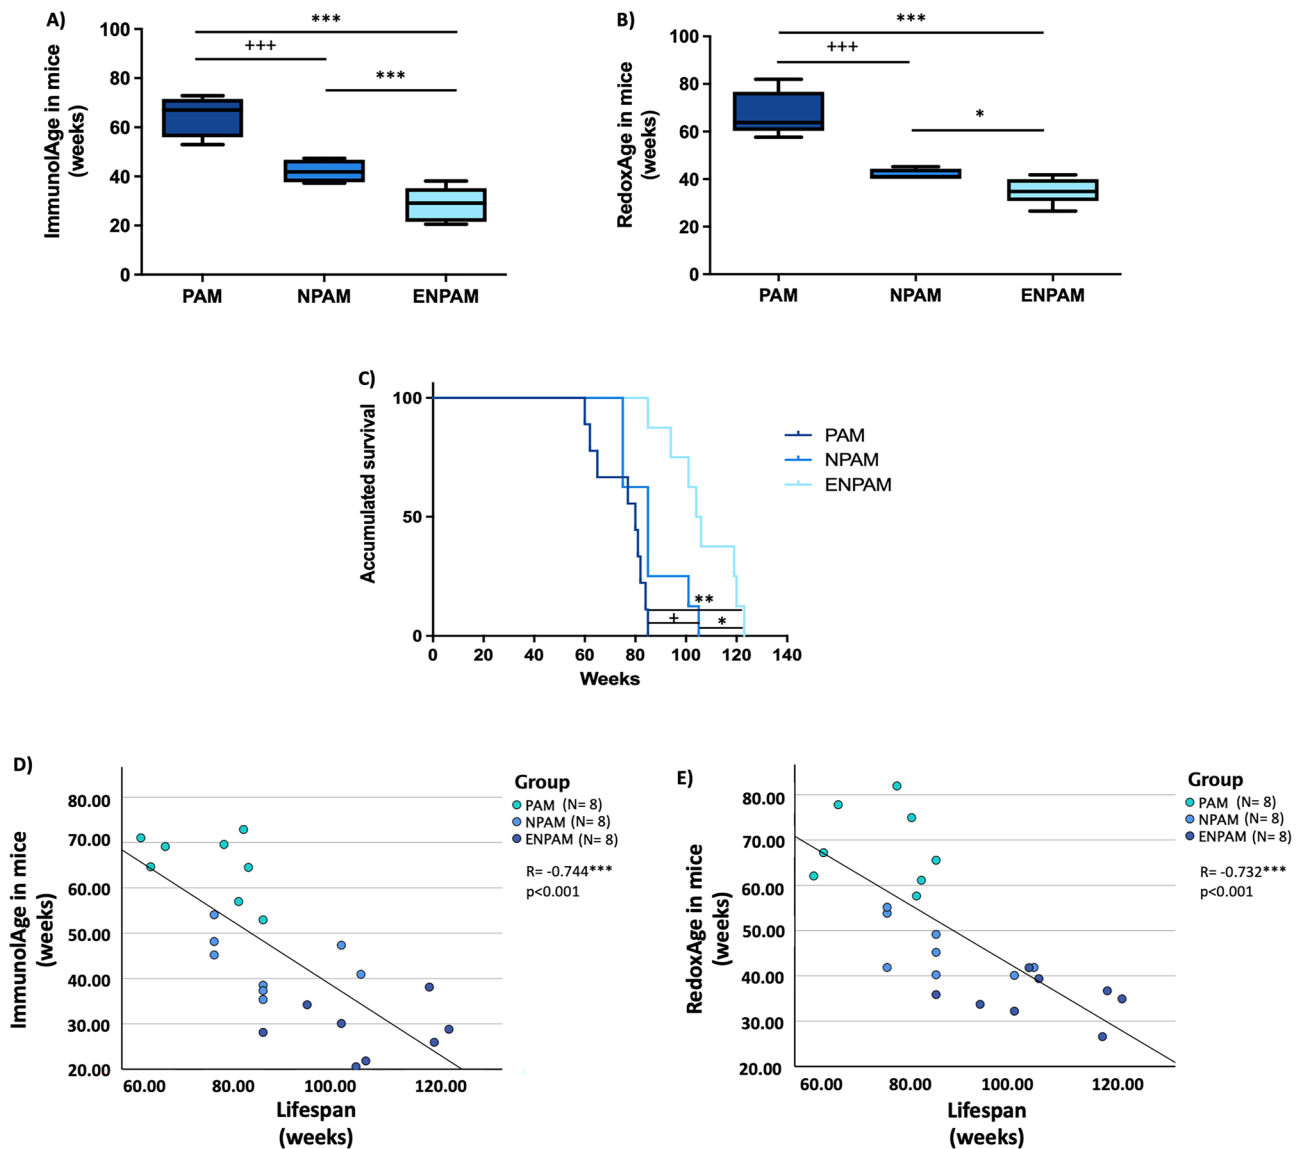 A)
ImmunolAge in mice
(weeks)
100
80
60
40
20
0
***
+++
***
PAM
NPAM
ENPAM
B)
RedoxAge in mice
(weeks)
100
80
60
40
20
0
***
+++
*
PAM
NPAM
ENPAM
C)
Accumulated survival
100
50
0
**
+
*
0
20
40
60
80
100
120
140
Weeks
PAM
NPAM
ENPAM
D)
ImmunolAge in mice
(weeks)
80.00
70.00
60.00
50.00
40.00
30.00
20.00
60.00
80.00
100.00
120.00
Lifespan
(weeks)
Group
PAM (N= 8)
NPAM (N= 8)
ENPAM (N= 8)
R= -0.744***
p<0.001
E)
RedoxAge in mice
(weeks)
80.00
70.00
60.00
50.00
40.00
30.00
20.00
60.00
80.00
100.00
120.00
Lifespan
(weeks)
Group
PAM (N= 8)
NPAM (N= 8)
ENPAM (N= 8)
R= -0.732***
p<0.001